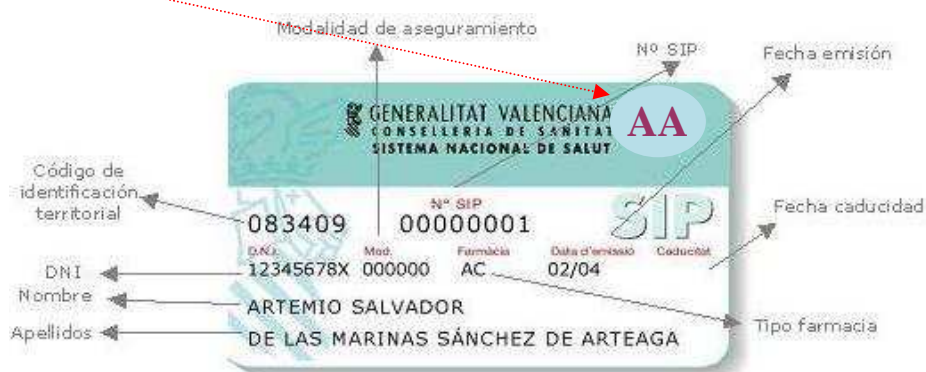 Modalidad de aseguramiento
Nº SIP
Fecha emisión
GENERALITAT VALENCIANA
CONSELLERIA DE SANITAT
SISTEMA NACIONAL DE SALUT
AA
Código de
identificación
territorial
Nº SIP
083409 00000001
SIP
Fecha caducidad
D.N.I. Mod. Farmàcia Data d'emissió Caducitat
DNI
12345678X 000000 AC 02/04
Nombre
ARTEMIO SALVADOR
Tipo farmacia
Apellidos
DE LAS MARINAS SÁNCHEZ DE ARTEAGA